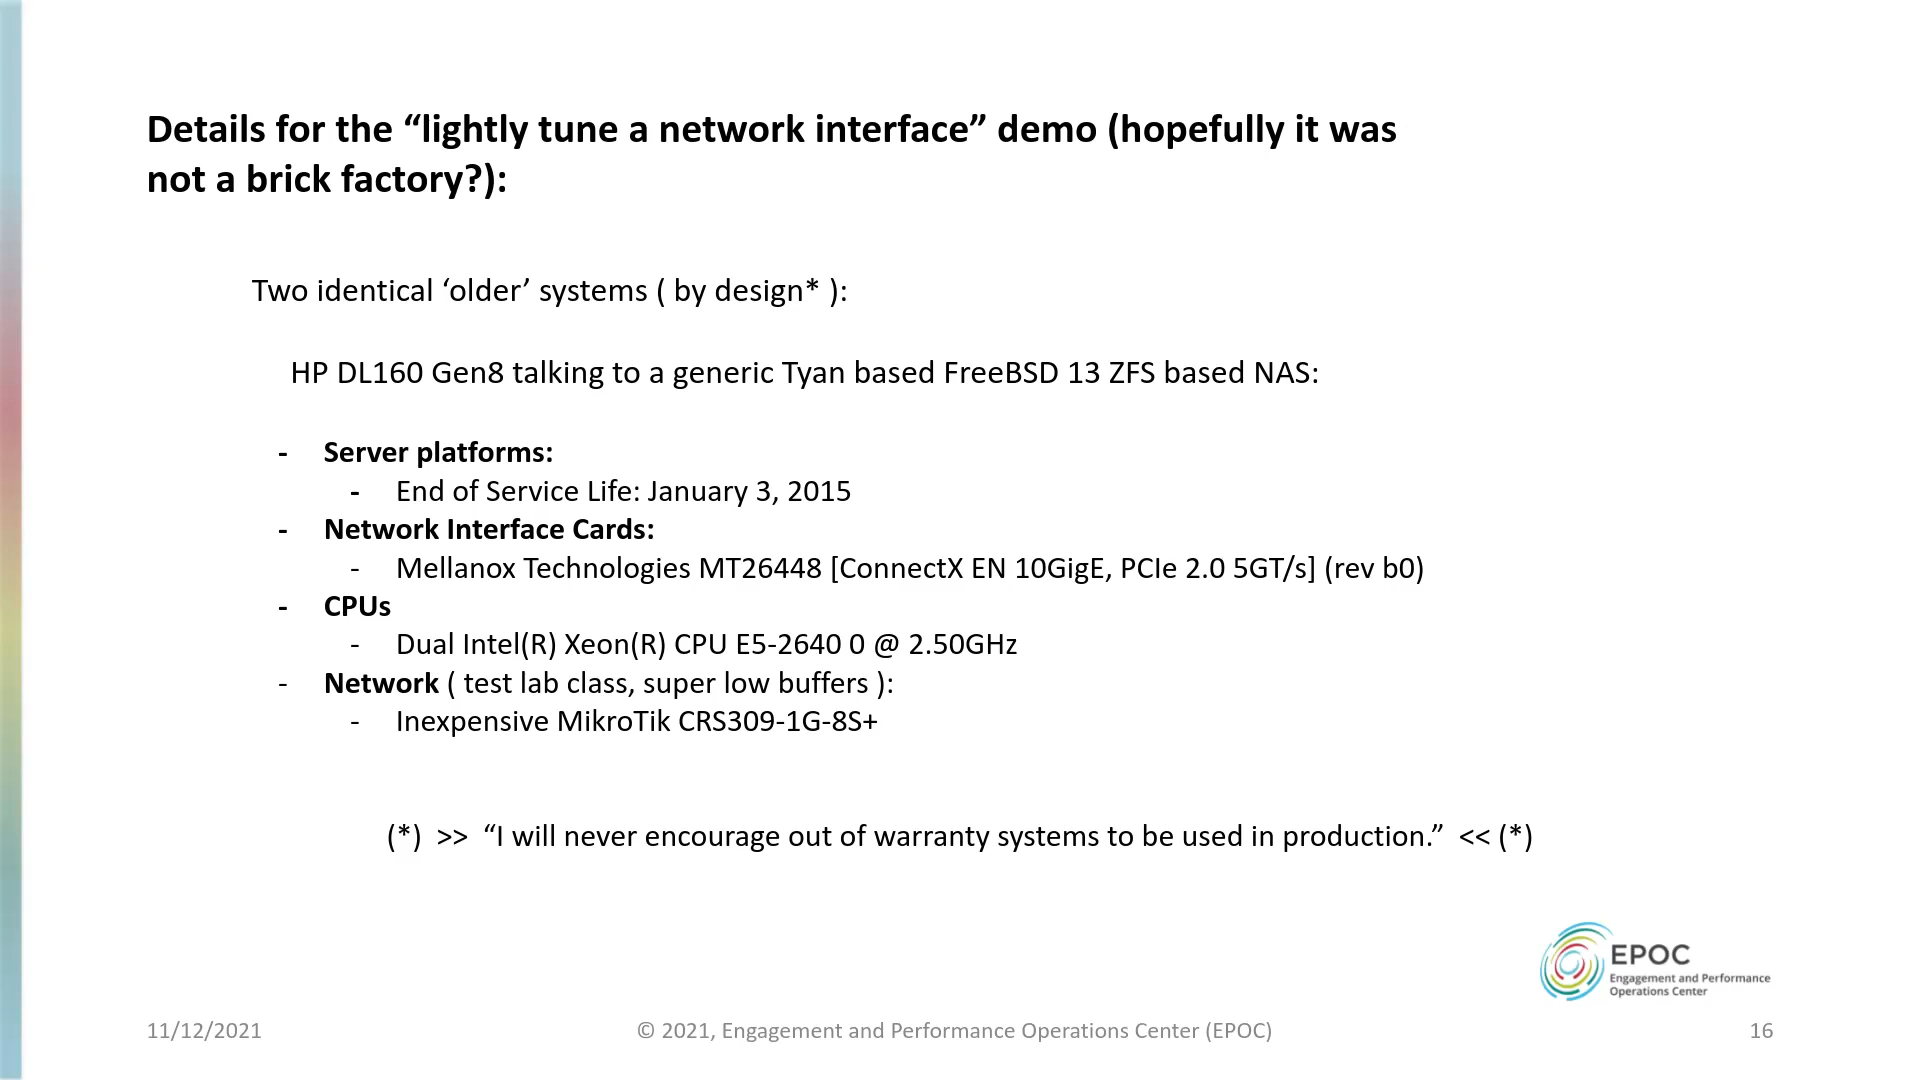 Details for the “lightly tune a network interface” demo (hopefully it was
not a brick factory?):
Two identical ‘older’ systems ( by design* ):
HP DL160 Gen8 talking to a generic Tyan based FreeBSD 13 ZFS based NAS:
- Server platforms:
- End of Service Life: January 3, 2015
- Network Interface Cards:
- Mellanox Technologies MT26448 [ConnectX EN 10GigE, PCIe 2.0 5GT/s] (rev b0)
- CPUs
- Dual Intel(R) Xeon(R) CPU E5-2640 0 @ 2.50GHz
- Network ( test lab class, super low buffers ):
- Inexpensive MikroTik CRS309-1G-8S+
(*) >> “I will never encourage out of warranty systems to be used in production.” << (*)
EPOC
Engagement and Performance
Operations Center
11/12/2021
© 2021, Engagement and Performance Operations Center (EPOC)
16